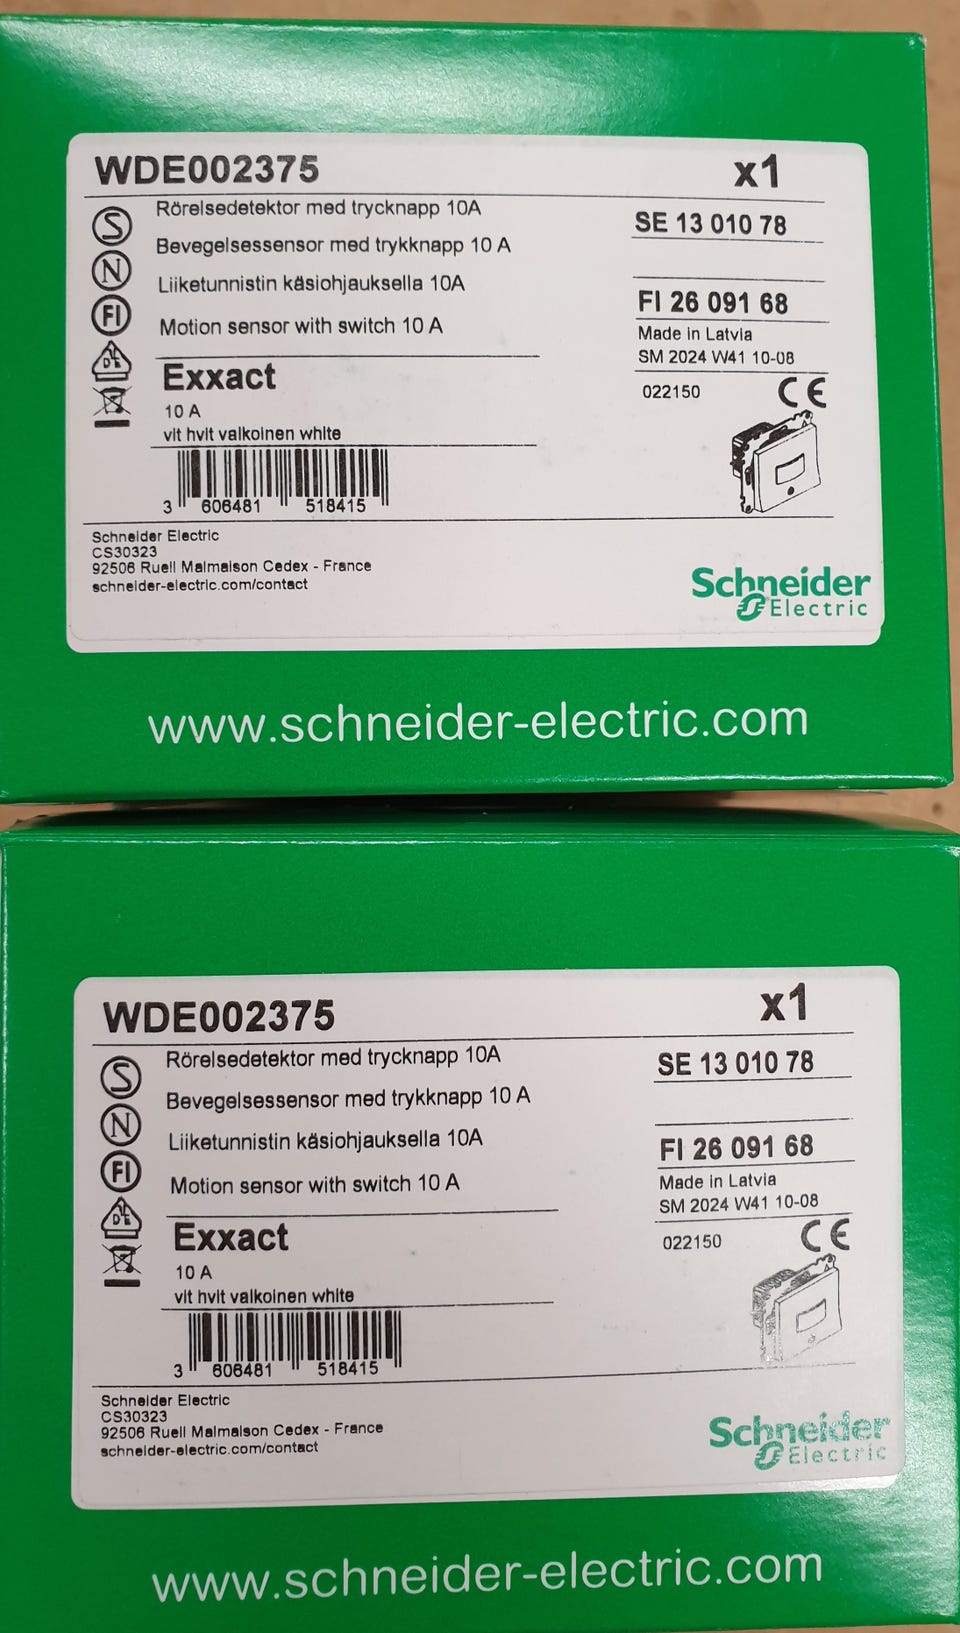 WDE002375
x1
Rörelsedetektor med trycknapp 10A
SE 13 010 78
Bevegelsessensor med trykknapp 10 A
Liiketunnistin käsiohjauksella 10A
FI 26 091 68
Motion sensor with switch 10 A
Made in Latvia
SM 2024 W41 10-08
S
N
FI
Exxact
022150
CE
10 A
vit hvit valkoinen white
3 606481 518415
Schneider Electric
CS30323
92506 Rueil Malmaison Cedex - France
schneider-electric.com/contact
Schneider
Electric
www.schneider-electric.com
WDE002375
x1
Rörelsedetektor med trycknapp 10A
SE 13 010 78
Bevegelsessensor med trykknapp 10 A
Liiketunnistin käsiohjauksella 10A
FI 26 091 68
Motion sensor with switch 10 A
Made in Latvia
SM 2024 W41 10-08
S
N
FI
Exxact
022150
CE
10 A
vit hvit valkoinen white
3 606481 518415
Schneider Electric
CS30323
92506 Rueil Malmaison Cedex - France
schneider-electric.com/contact
Schneider
Electric
www.schneider-electric.com